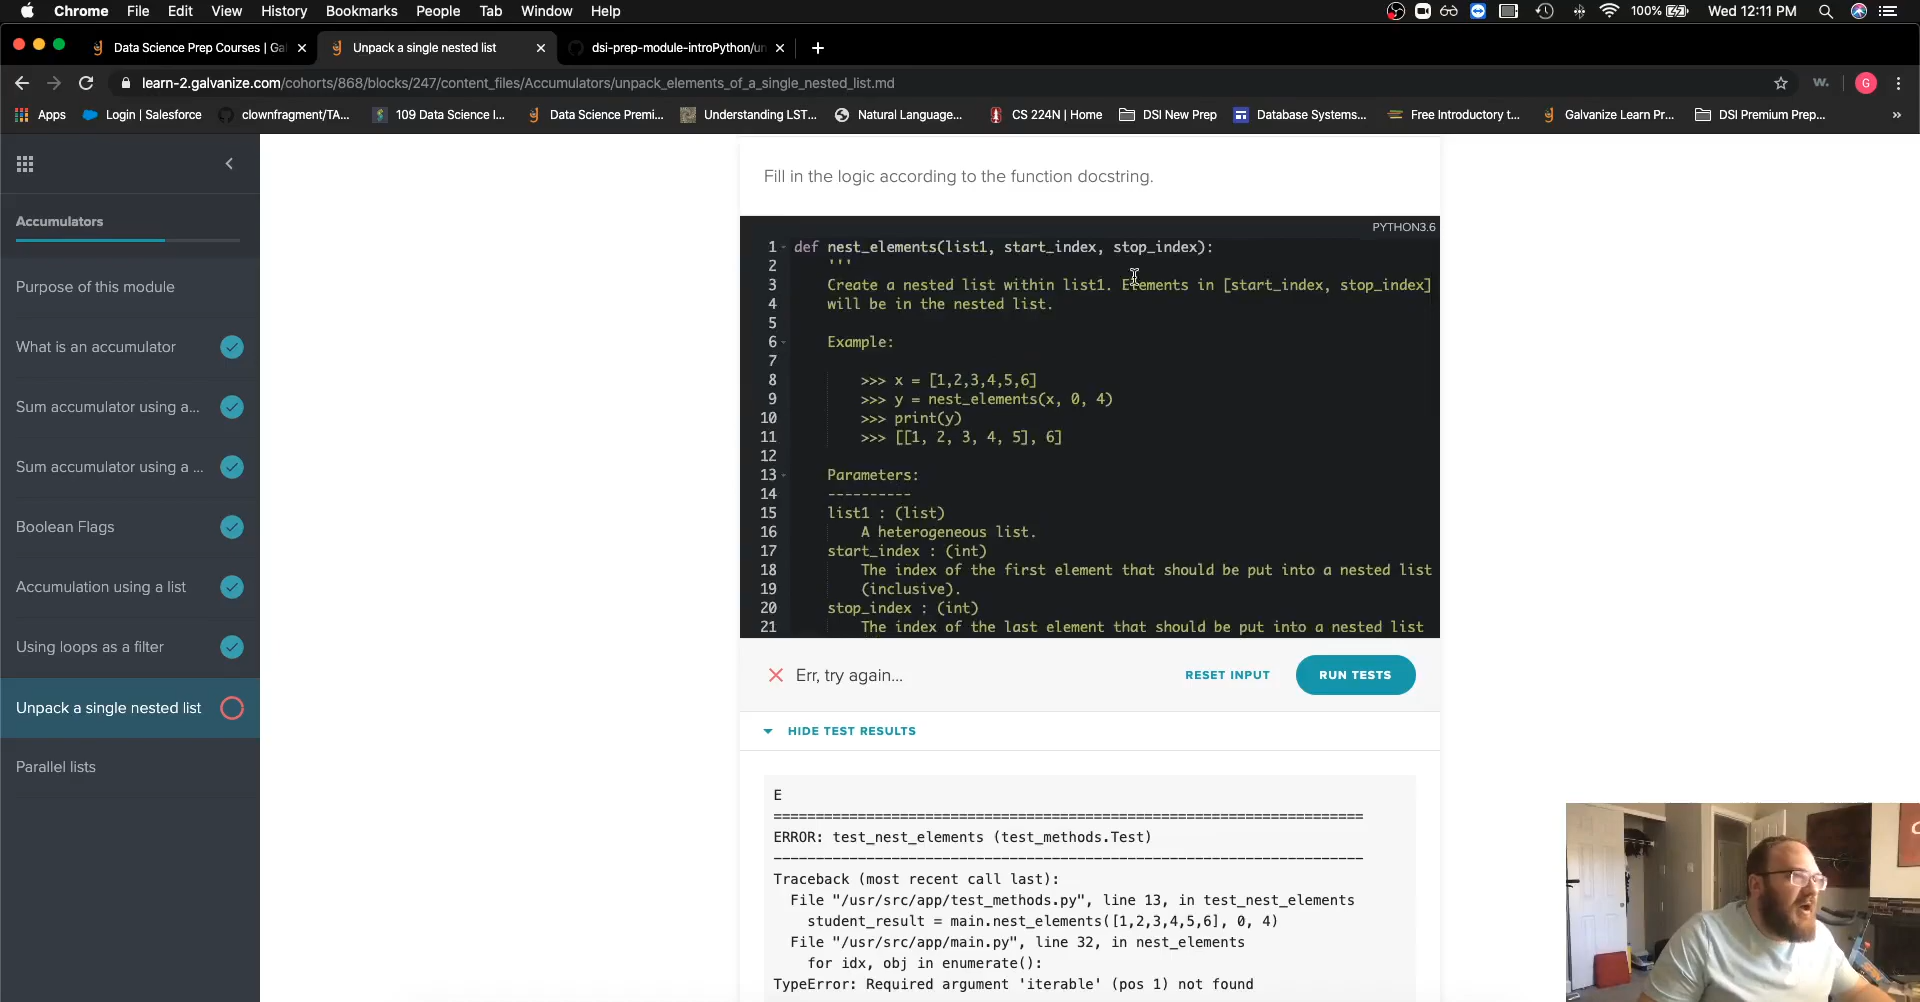 Chrome File Edit View History Bookmarks People Tab Window Help 100% Wed 12:11 PM
Data Science Prep Courses | Ga Unpack a single nested list dsi-prep-module-introPython/un
learn-2.galvanize.com/cohorts/868/blocks/247/content_files/Accumulators/unpack_elements_of_a_single_nested_list.md W. G
Apps Login | Salesforce clownfragment/TA... 109 Data Science I... Data Science Premi... Understanding LST... Natural Language... CS 224N | Home DSI New Prep Database Systems... Free Introductory t... Galvanize Learn Pr... DSI Premium Prep... »
Accumulators
Purpose of this module
What is an accumulator
Sum accumulator using a...
Sum accumulator using a ...
Boolean Flags
Accumulation using a list
Using loops as a filter
Unpack a single nested list
Parallel lists
Fill in the logic according to the function docstring.
PYTHON3.6
1 def nest_elements(list1, start_index, stop_index):
2 '''
3 Create a nested list within list1. Elements in [start_index, stop_index]
4 will be in the nested list.
5
6 Example:
7
8 >>> x = [1,2,3,4,5,6]
9 >>> y = nest_elements(x, 0, 4)
10 >>> print(y)
11 >>> [[1, 2, 3, 4, 5], 6]
12
13 Parameters:
14 ----------
15 list1 : (list)
16 A heterogeneous list.
17 start_index : (int)
18 The index of the first element that should be put into a nested list
19 (inclusive).
20 stop_index : (int)
21 The index of the last element that should be put into a nested list
Err, try again...
RESET INPUT
RUN TESTS
HIDE TEST RESULTS
E
======================================================================
ERROR: test_nest_elements (test_methods.Test)
----------------------------------------------------------------------
Traceback (most recent call last):
File "/usr/src/app/test_methods.py", line 13, in test_nest_elements
student_result = main.nest_elements([1,2,3,4,5,6], 0, 4)
File "/usr/src/app/main.py", line 32, in nest_elements
for idx, obj in enumerate():
TypeError: Required argument 'iterable' (pos 1) not found